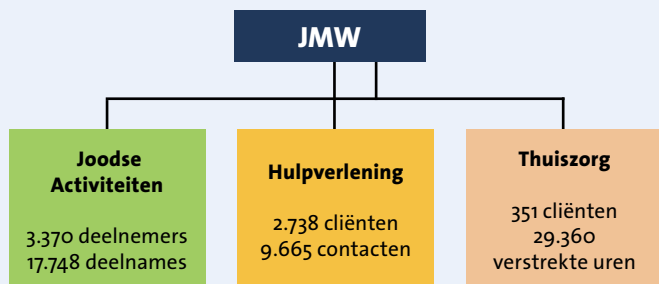 JMW
Joodse
Activiteiten
3.370 deelnemers
17.748 deelnames
Hulpverlening
2.738 cliënten
9.665 contacten
Thuiszorg
351 cliënten
29.360
verstrekte uren